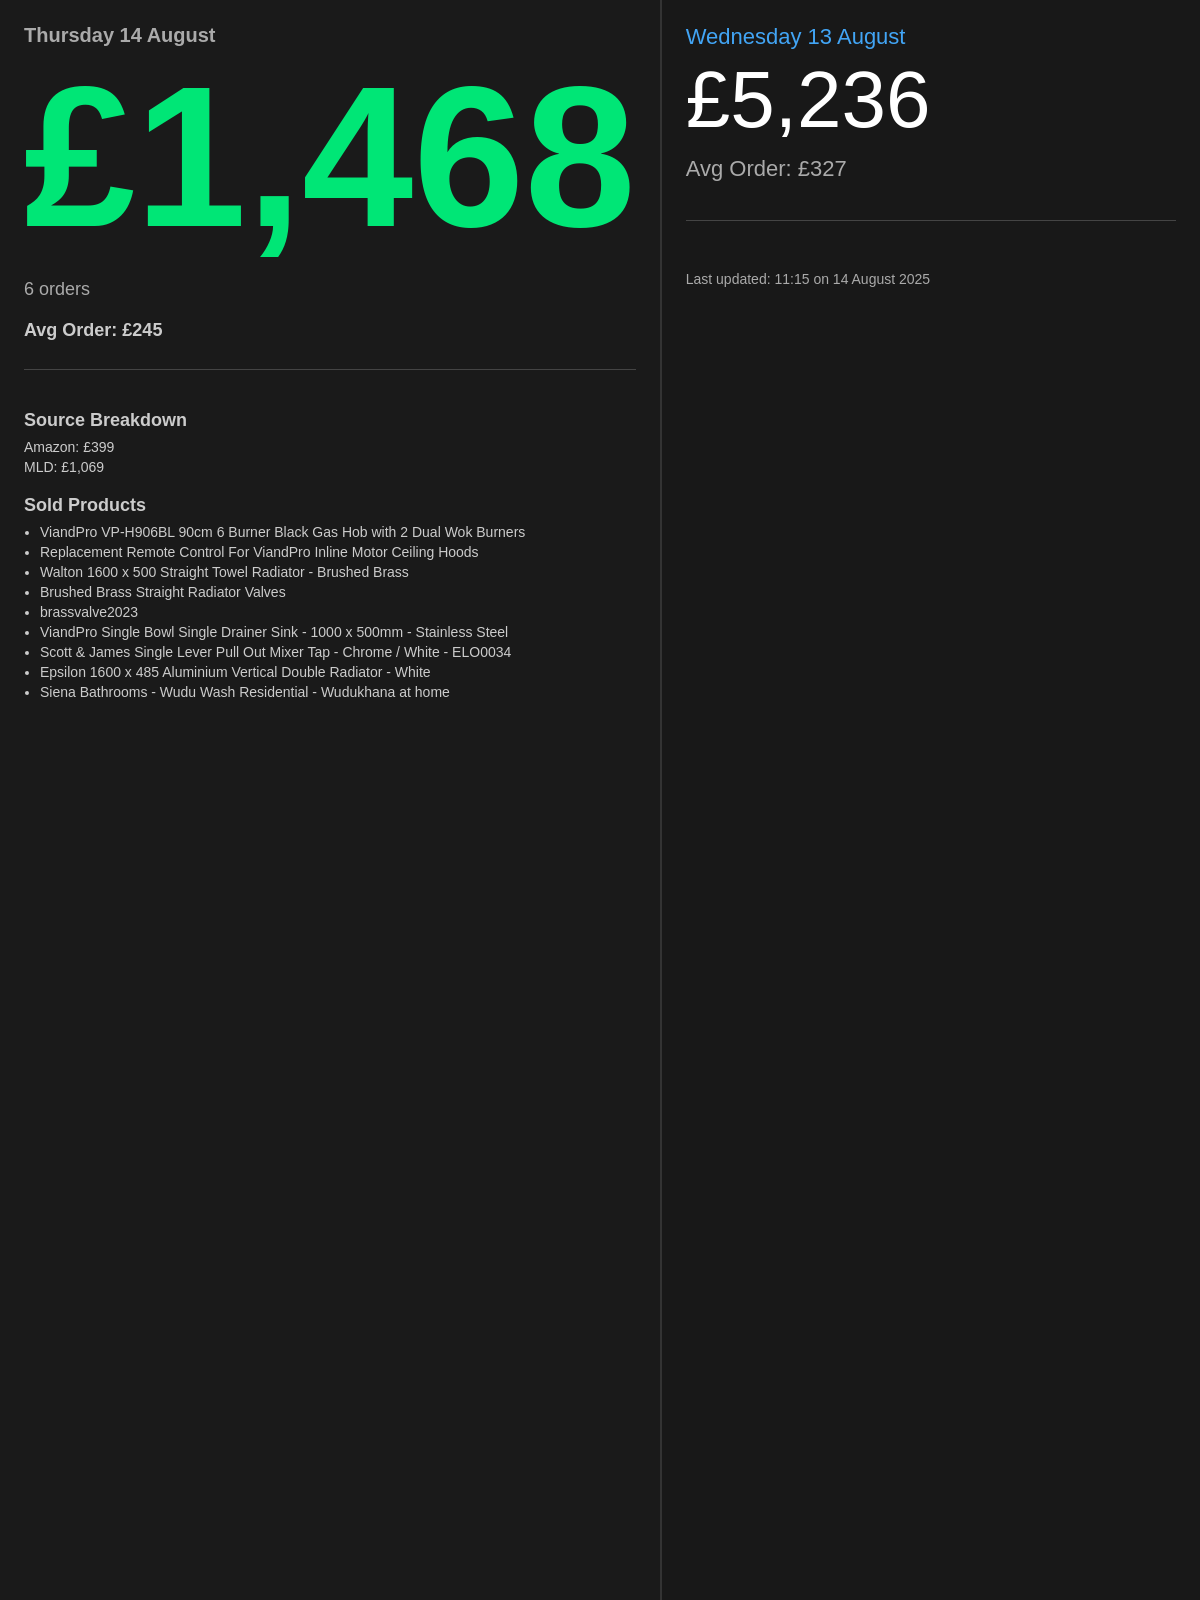 Thursday 14 August
£1,468
6 orders
Avg Order: £245
Source Breakdown
Amazon: £399
MLD: £1,069
Sold Products
• ViandPro VP-H906BL 90cm 6 Burner Black Gas Hob with 2 Dual Wok Burners
• Replacement Remote Control For ViandPro Inline Motor Ceiling Hoods
• Walton 1600 x 500 Straight Towel Radiator - Brushed Brass
• Brushed Brass Straight Radiator Valves
• brassvalve2023
• ViandPro Single Bowl Single Drainer Sink - 1000 x 500mm - Stainless Steel
• Scott & James Single Lever Pull Out Mixer Tap - Chrome / White - ELO0034
• Epsilon 1600 x 485 Aluminium Vertical Double Radiator - White
• Siena Bathrooms - Wudu Wash Residential - Wudukhana at home
Wednesday 13 August
£5,236
Avg Order: £327
Last updated: 11:15 on 14 August 2025